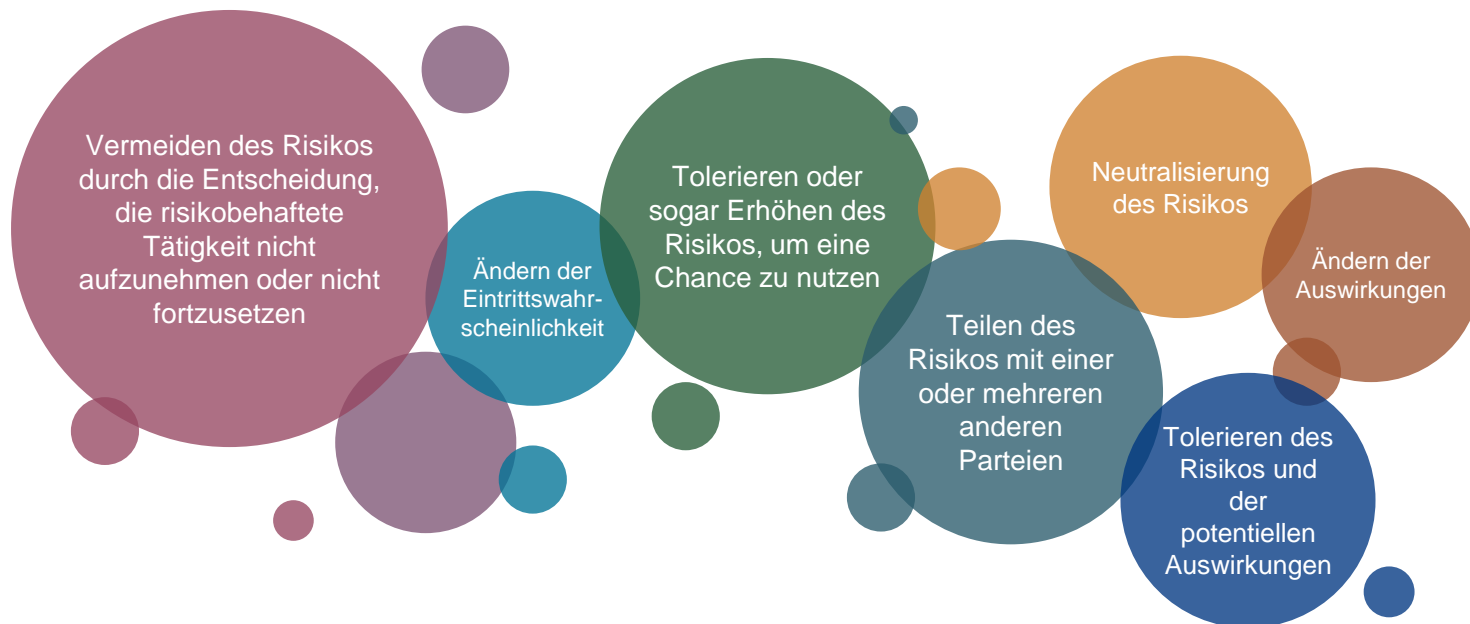 Vermeiden des Risikos
durch die Entscheidung,
die risikobehaftete
Tätigkeit nicht
aufzunehmen oder nicht
fortzusetzen
Ändern der
Eintrittswahr-
scheinlichkeit
Tolerieren oder
sogar Erhöhen des
Risikos, um eine
Chance zu nutzen
Teilen des
Risikos mit einer
oder mehreren
anderen
Parteien
Neutralisierung
des Risikos
Ändern der
Auswirkungen
Tolerieren des
Risikos und
der
potentiellen
Auswirkungen